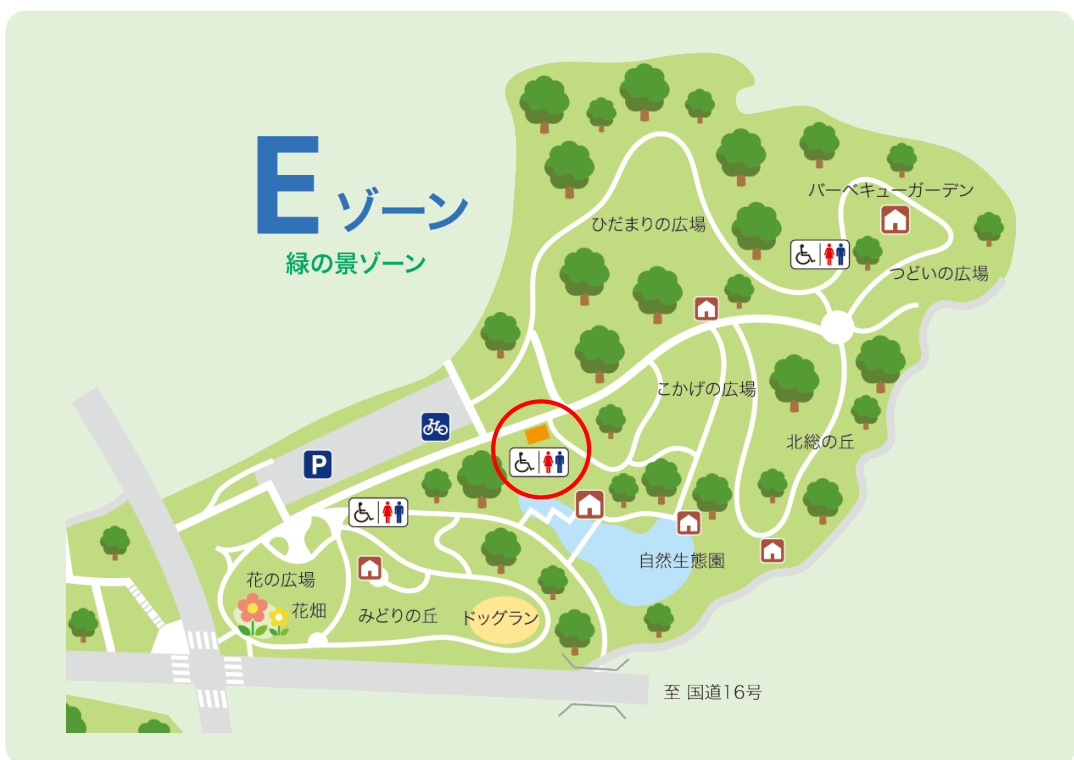 E ゾーン
緑の景ゾーン
バーベキューガーデン
ひだまりの広場
つどいの広場
こかげの広場
北総の丘
P
自然生態園
花の広場
花畑
みどりの丘
ドッグラン
至 国道16号